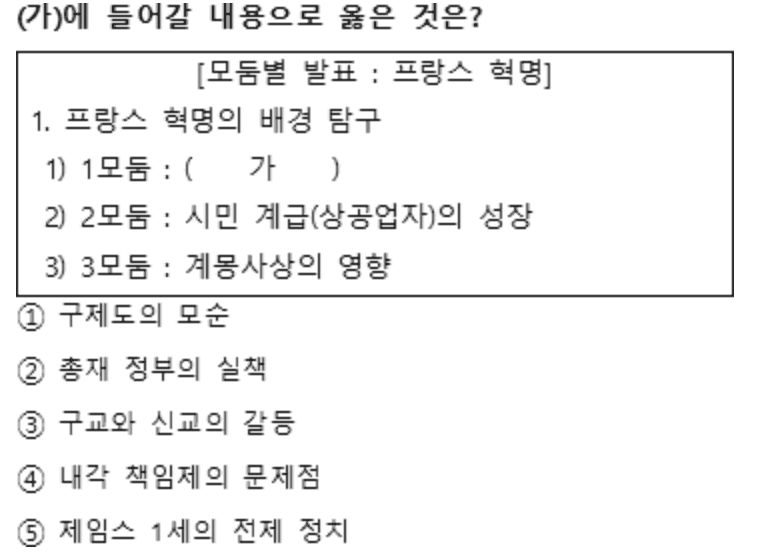 (가)에 들어갈 내용으로 옳은 것은?
[모둠별 발표 : 프랑스 혁명]
1. 프랑스 혁명의 배경 탐구
1) 1모둠 : ( 가 )
2) 2모둠 : 시민 계급(상공업자)의 성장
3) 3모둠 : 계몽사상의 영향
① 구제도의 모순
② 총재 정부의 실책
③ 구교와 신교의 갈등
④ 내각 책임제의 문제점
⑤ 제임스 1세의 전제 정치